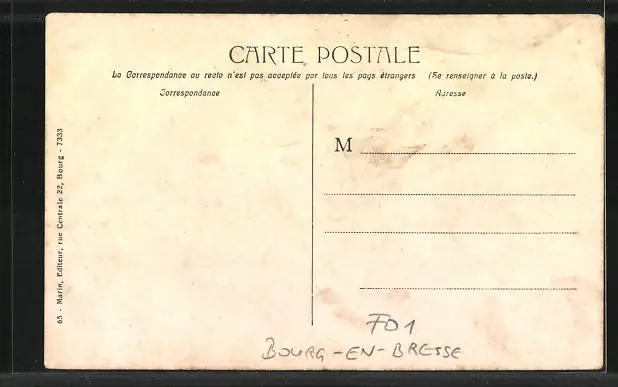 CARTE POSTALE
La Correspondance au recto n'est pas acceptée par tous les pays étrangers (Se renseigner à la poste.)
Correspondance
Adresse
M
65 - Marin, Editeur, rue Centrale 22, Bourg - 7333
F01
BOURG-EN-BRESSE